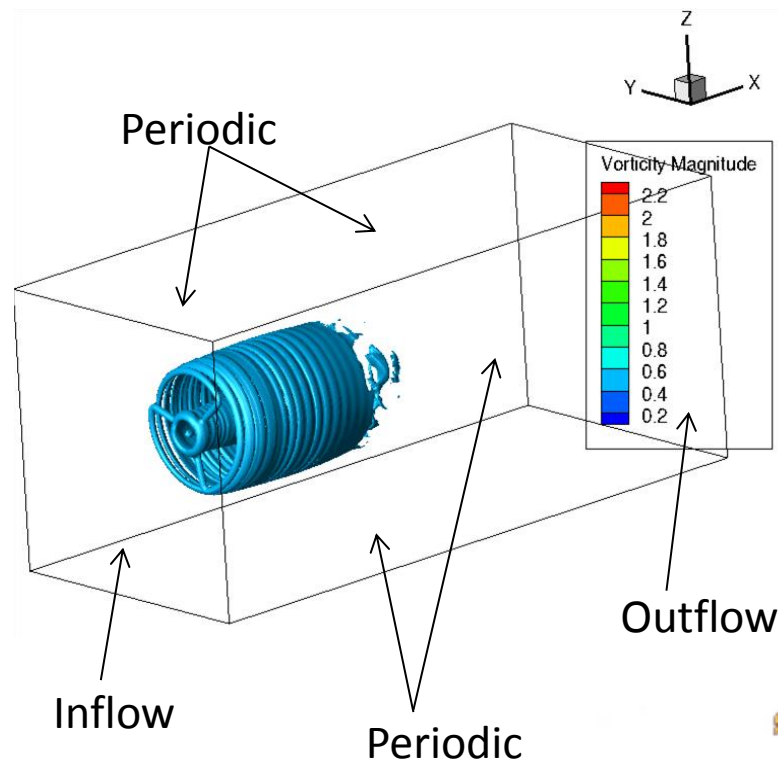 Z
Y
X
Periodic
Vorticity Magnitude
2.2
2
1.8
1.6
1.4
1.2
1
0.8
0.6
0.4
0.2
Outflow
Inflow
Periodic